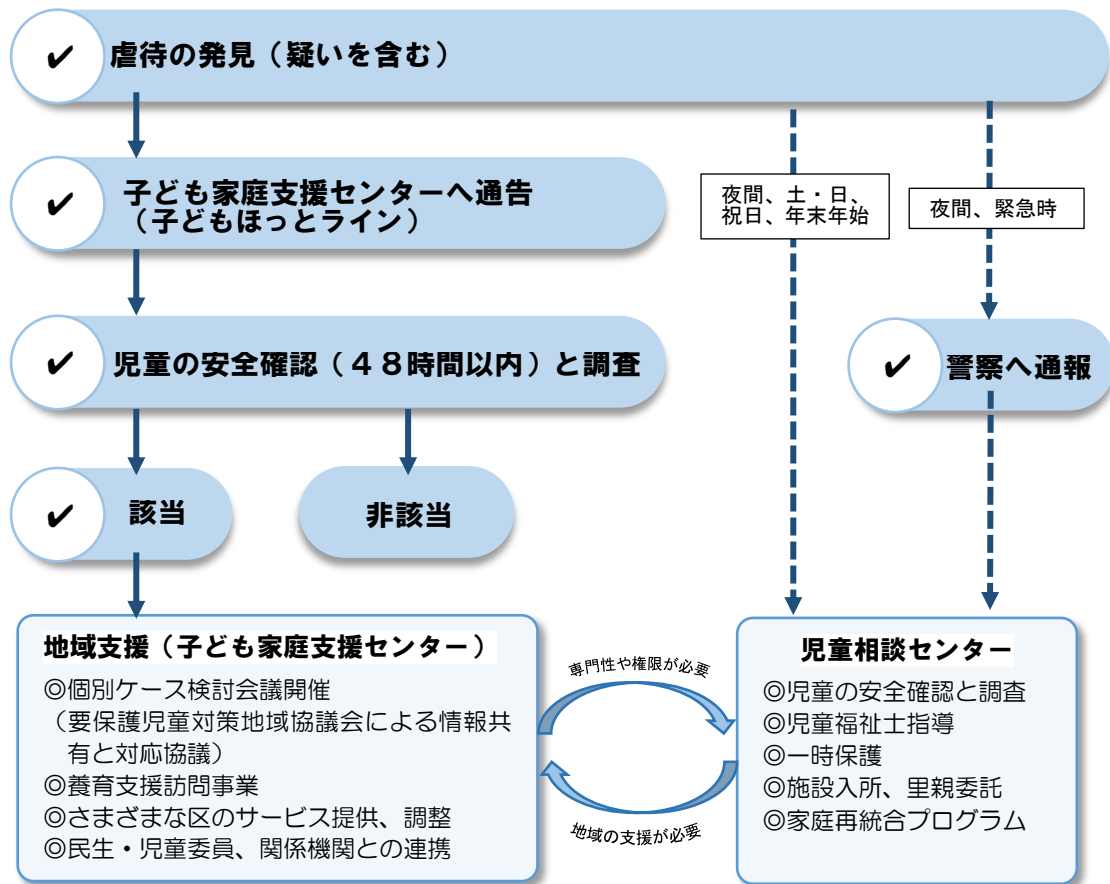 虐待の発見（疑いを含む）
子ども家庭支援センターへ通告
（子どもほっとライン）
夜間、土・日、
祝日、年末年始
夜間、緊急時
児童の安全確認（４８時間以内）と調査
警察へ通報
該当
非該当
地域支援（子ども家庭支援センター）
◎個別ケース検討会議開催
（要保護児童対策地域協議会による情報共
有と対応協議）
◎養育支援訪問事業
◎さまざまな区のサービス提供、調整
◎民生・児童委員、関係機関との連携
専門性や権限が必要
地域の支援が必要
児童相談センター
◎児童の安全確認と調査
◎児童福祉士指導
◎一時保護
◎施設入所、里親委託
◎家庭再統合プログラム